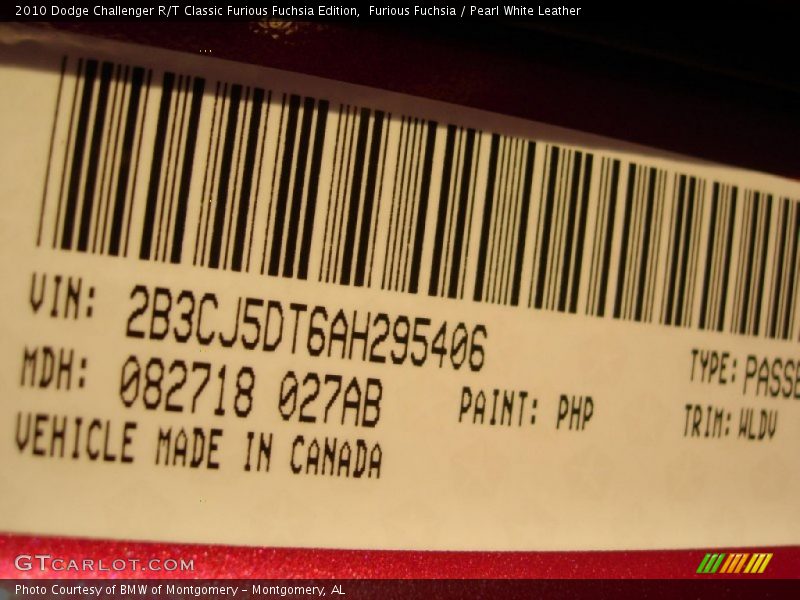 2010 Dodge Challenger R/T Classic Furious Fuchsia Edition,  Furious Fuchsia / Pearl White Leather
VIN: 2B3CJ5DT6AH295406
MDH: 082718 027AB
PAINT: PHP
TYPE: PASSE
TRIM: WLDV
VEHICLE MADE IN CANADA
GTCARLOT.COM
Photo Courtesy of BMW of Montgomery – Montgomery, AL